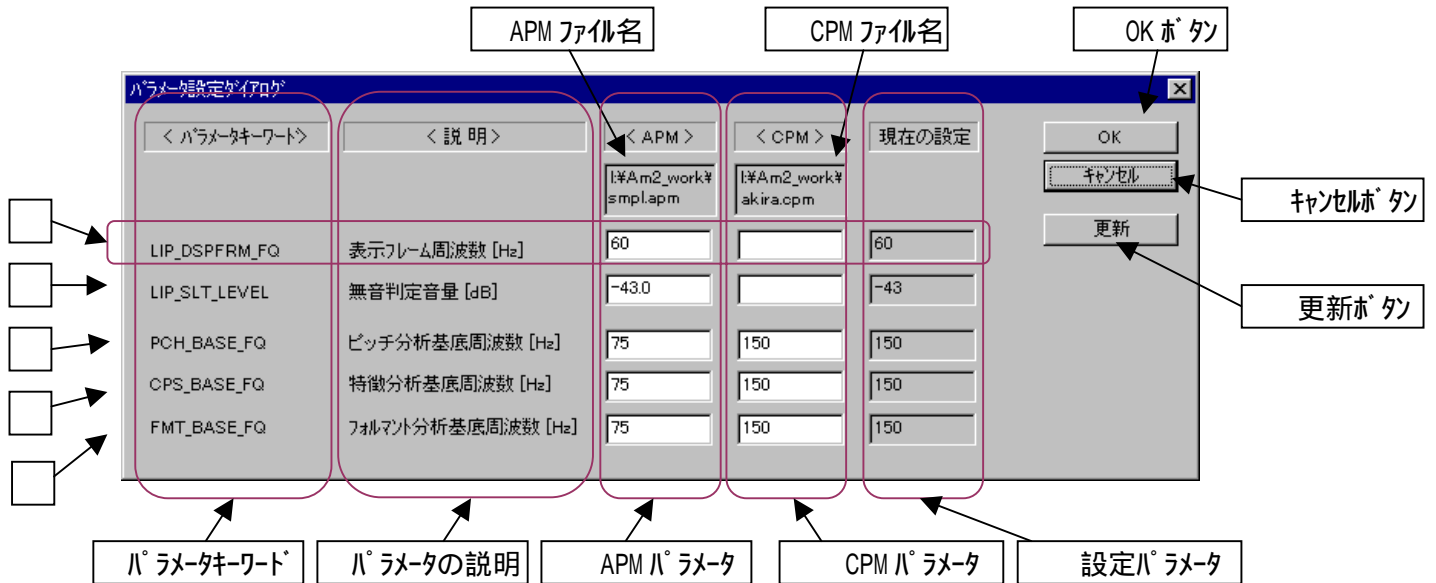 APM ファイル名 CPM ファイル名 OK ボタン
パラメータ設定ダイアログ
< パラメータキーワード> < 説 明> < APM > < CPM > 現在の設定 OK
I:¥Am2_work¥ I:¥Am2_work¥ キャンセル
smpl.apm akira.cpm
キャンセルボタン
更新
LIP_DSPFRM_FQ 表示フレーム周波数 [Hz] 60 60
LIP_SLT_LEVEL 無音判定音量 [dB] -43.0 -43
更新ボタン
PCH_BASE_FQ ピッチ分析基底周波数 [Hz] 75 150 150
CPS_BASE_FQ 特徴分析基底周波数 [Hz] 75 150 150
FMT_BASE_FQ フォルマント分析基底周波数 [Hz] 75 150 150
パラメータキーワード パラメータの説明 APM パラメータ CPM パラメータ 設定パラメータ